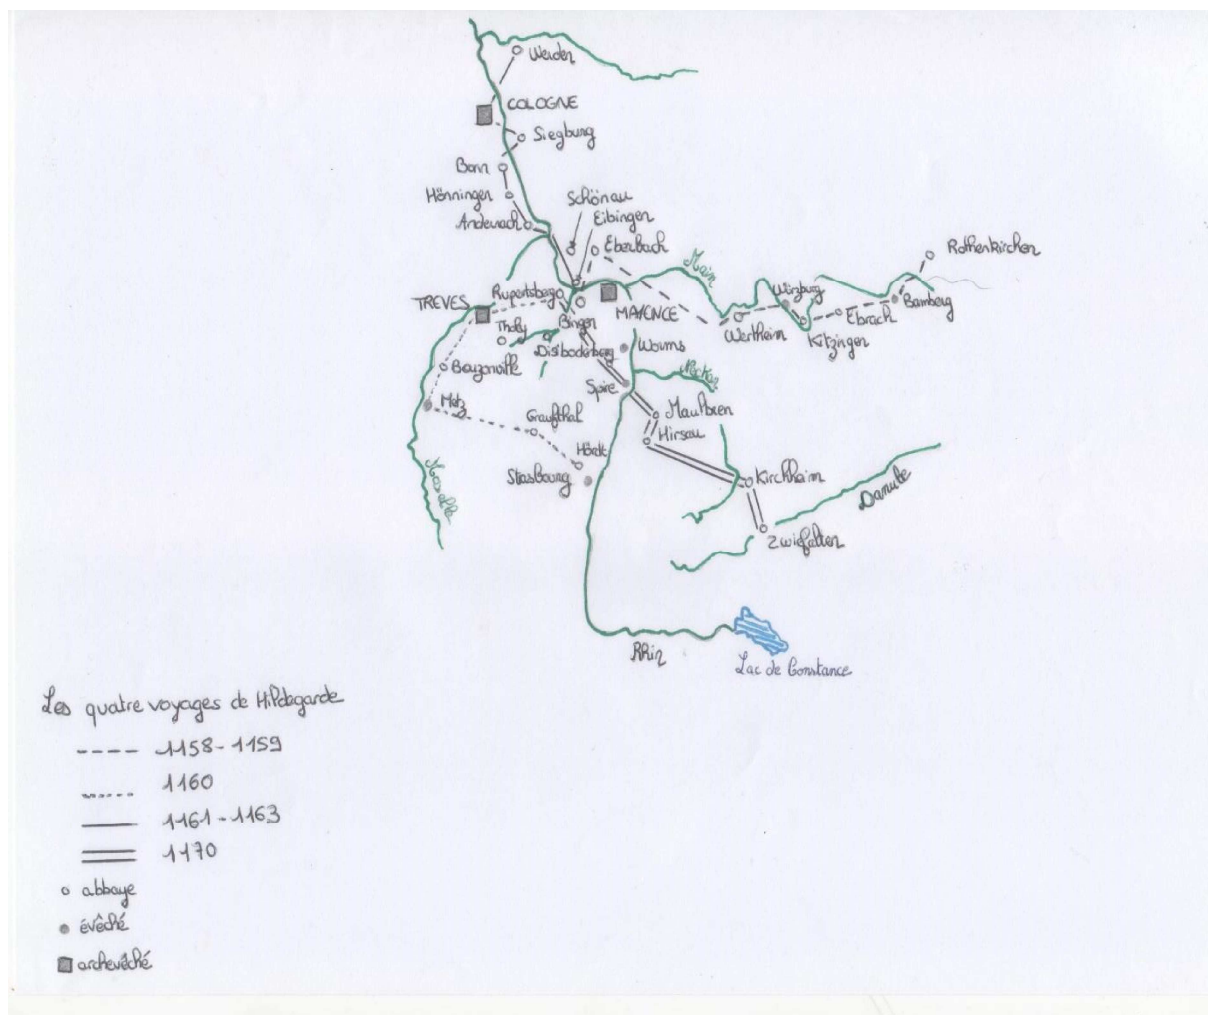 Werden
COLOGNE
Siegburg
Bonn
Hönningen
Schönau
Andernach
Eibingen
Eberbach
Rothenkirchen
Main
TREVES
Rupertsberg
Würzburg
Bamberg
MAYENCE
Ebrach
Tholey
Bingen
Wertheim
Kitzingen
Disibodenberg
Worms
Bouzonville
Neckar
Spire
Metz
Maulbron
Graufthal
Hirsau
Hördt
Moselle
Strasbourg
Kirchheim
Danube
Zwiefalten
Rhin
Lac de Constance
Les quatre voyages de Hildegarde
1158-1159
1160
1161-1163
1170
abbaye
évêché
archevêché